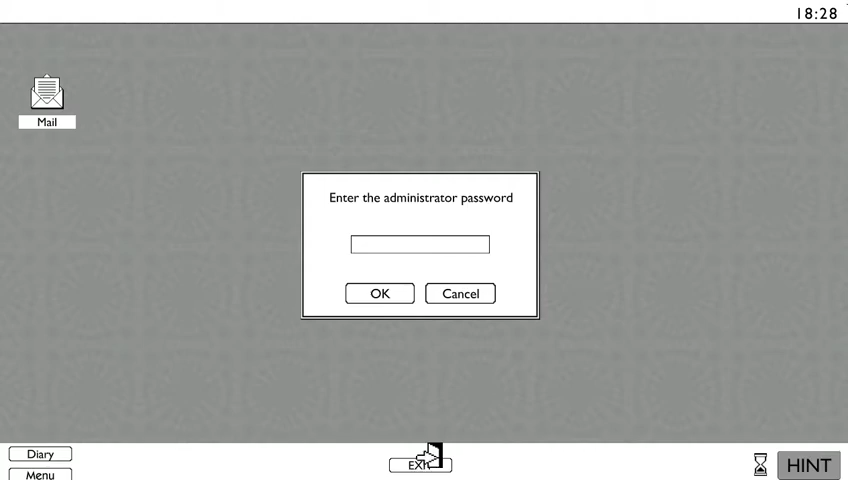 18:28
Mail
Enter the administrator password
OK
Cancel
Diary
Menu
HINT